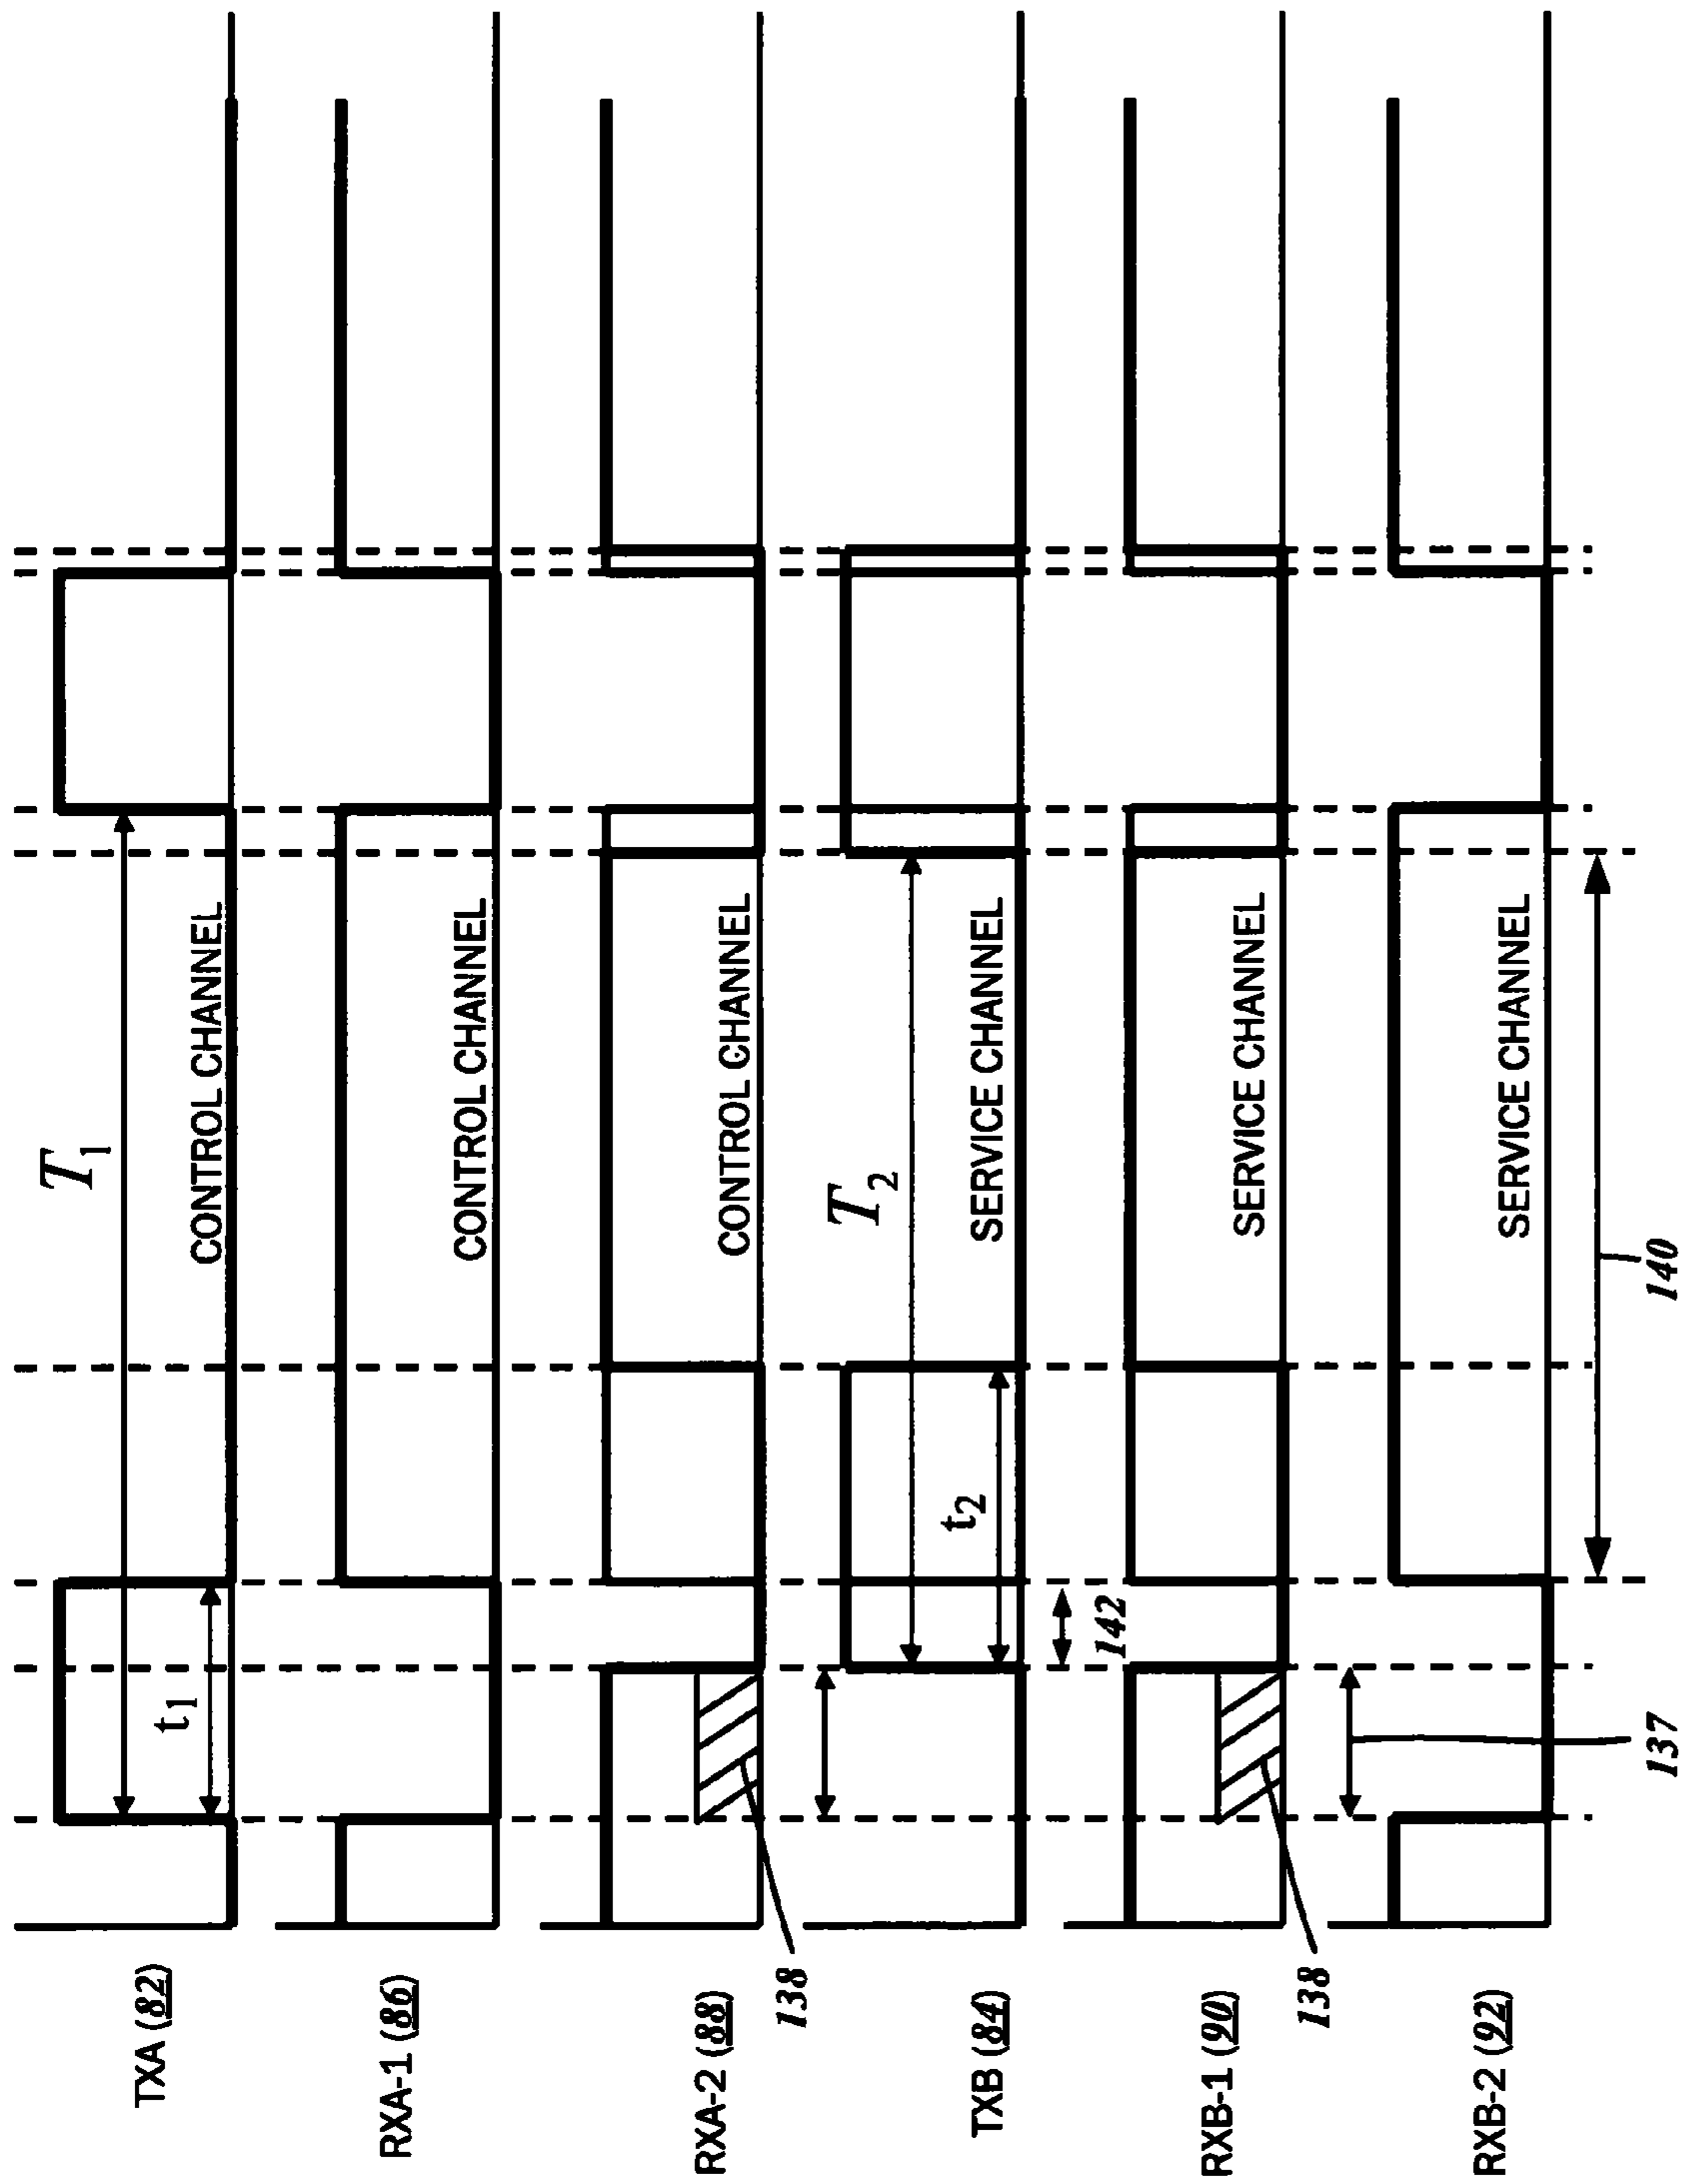 TXA (82)
t1
T1
CONTROL CHANNEL
RXA-1 (86)
CONTROL CHANNEL
RXA-2 (88)
138
CONTROL CHANNEL
TXB (84)
t2
T2
SERVICE CHANNEL
142
RXB-1 (90)
138
SERVICE CHANNEL
RXB-2 (92)
SERVICE CHANNEL
137
140